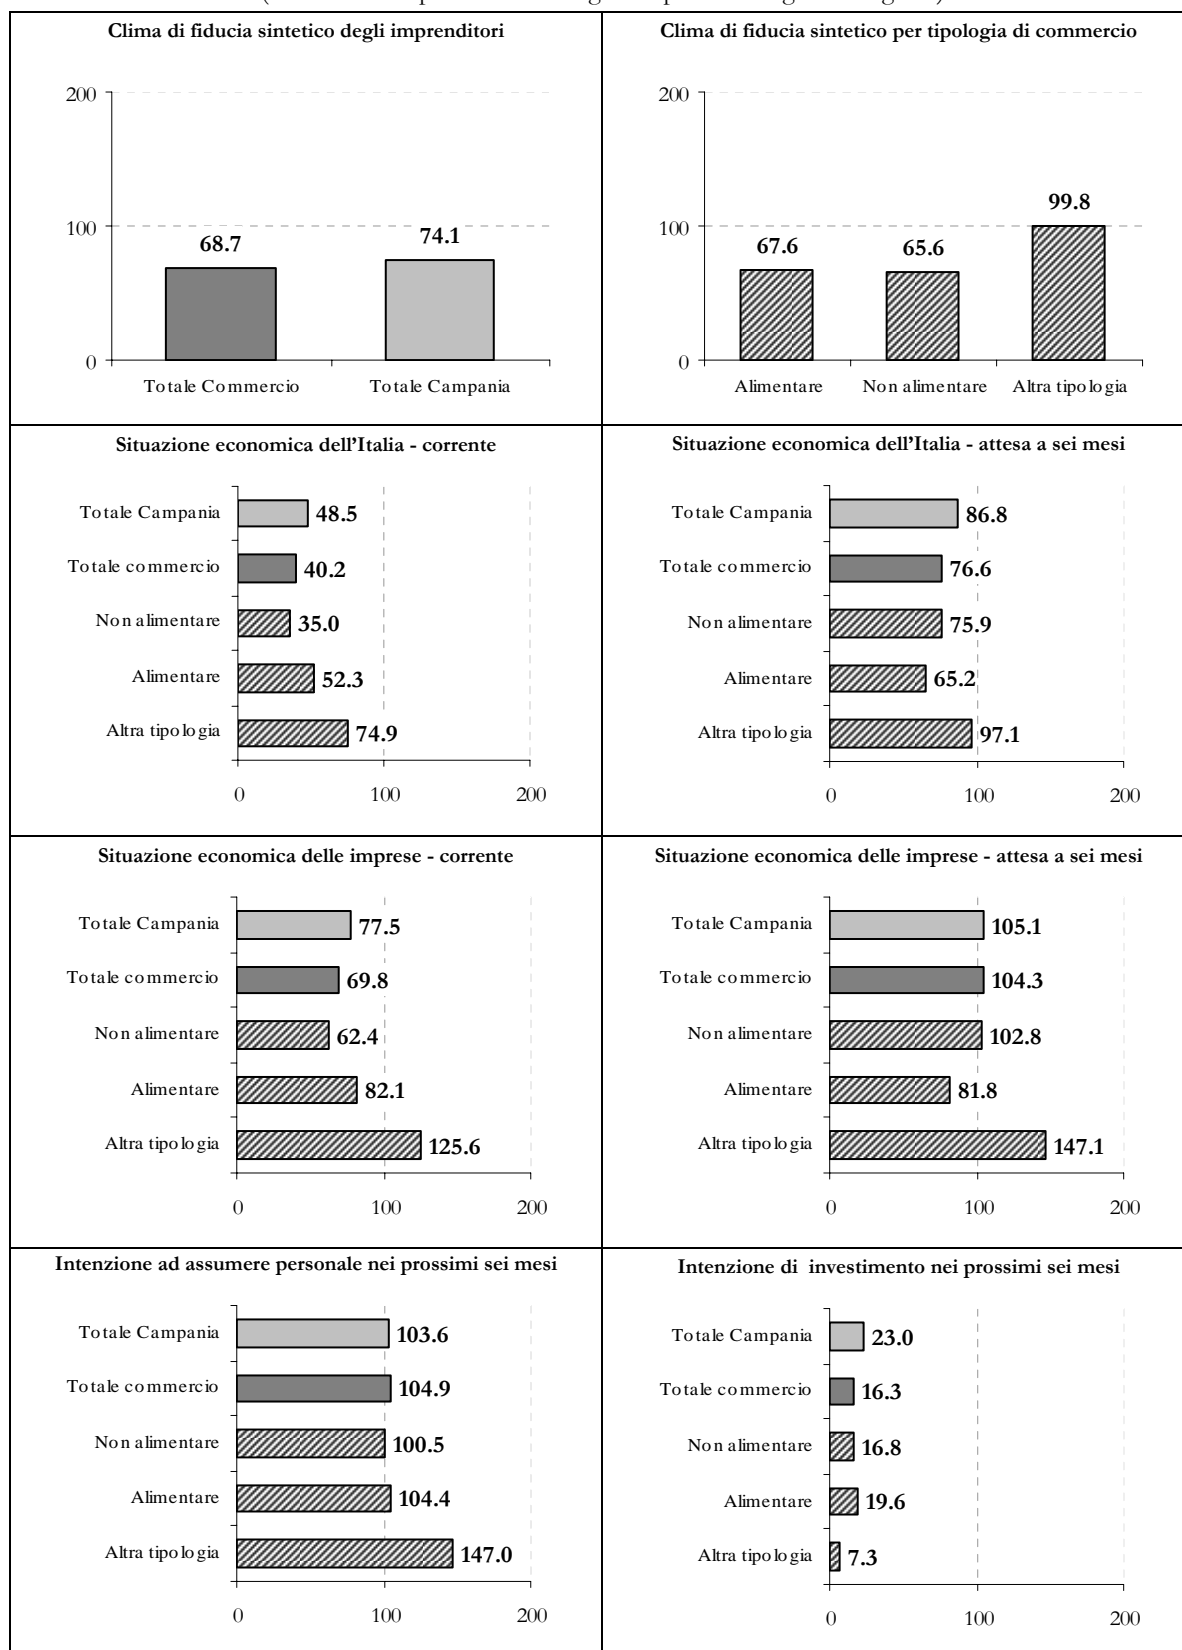 Clima di fiducia sintetico degli imprenditori
200
100
0
68.7
74.1
Totale Commercio
Totale Campania
Clima di fiducia sintetico per tipologia di commercio
200
100
0
67.6
65.6
99.8
Alimentare
Non alimentare
Altra tipologia
Situazione economica dell’Italia - corrente
Totale Campania 48.5
Totale commercio 40.2
Non alimentare 35.0
Alimentare 52.3
Altra tipologia 74.9
0 100 200
Situazione economica dell’Italia - attesa a sei mesi
Totale Campania 86.8
Totale commercio 76.6
Non alimentare 75.9
Alimentare 65.2
Altra tipologia 97.1
0 100 200
Situazione economica delle imprese - corrente
Totale Campania 77.5
Totale commercio 69.8
Non alimentare 62.4
Alimentare 82.1
Altra tipologia 125.6
0 100 200
Situazione economica delle imprese - attesa a sei mesi
Totale Campania 105.1
Totale commercio 104.3
Non alimentare 102.8
Alimentare 81.8
Altra tipologia 147.1
0 100 200
Intenzione ad assumere personale nei prossimi sei mesi
Totale Campania 103.6
Totale commercio 104.9
Non alimentare 100.5
Alimentare 104.4
Altra tipologia 147.0
0 100 200
Intenzione di investimento nei prossimi sei mesi
Totale Campania 23.0
Totale commercio 16.3
Non alimentare 16.8
Alimentare 19.6
Altra tipologia 7.3
0 100 200